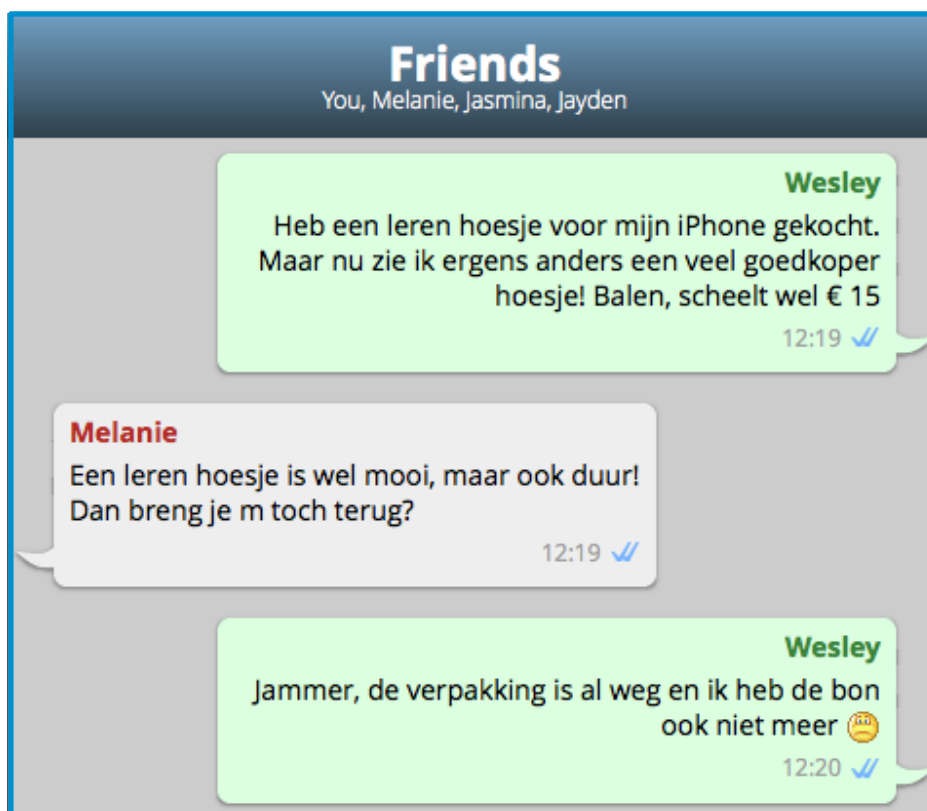 Friends
You, Melanie, Jasmina, Jayden
Wesley
Heb een leren hoesje voor mijn iPhone gekocht.
Maar nu zie ik ergens anders een veel goedkoper
hoesje! Balen, scheelt wel € 15
12:19
Melanie
Een leren hoesje is wel mooi, maar ook duur!
Dan breng je m toch terug?
12:19
Wesley
Jammer, de verpakking is al weg en ik heb de bon
ook niet meer
12:20